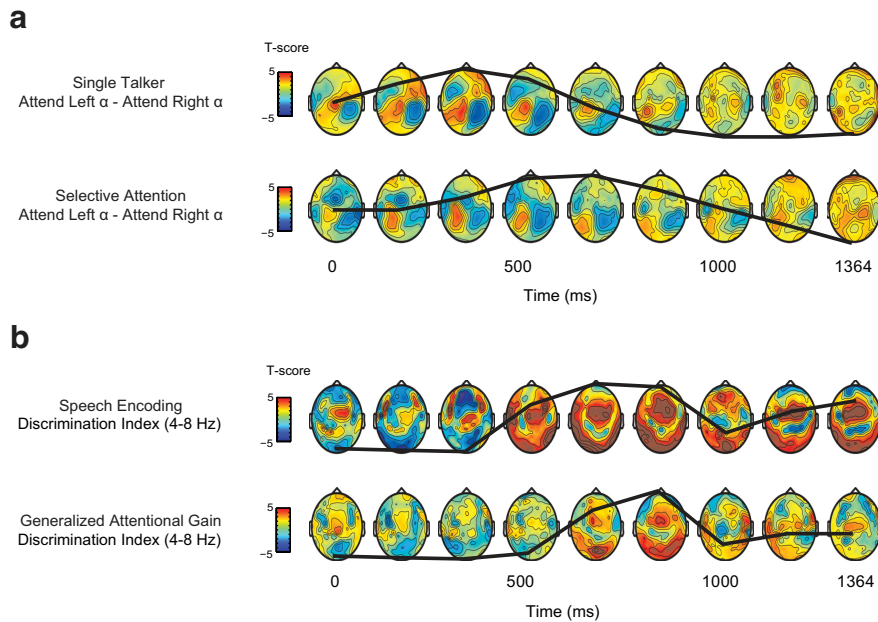 a
T-score
5
−5
Single Talker
Attend Left α - Attend Right α
5
−5
Selective Attention
Attend Left α - Attend Right α
0 500 1000 1364
Time (ms)
b
T-score
5
−5
Speech Encoding
Discrimination Index (4-8 Hz)
5
−5
Generalized Attentional Gain
Discrimination Index (4-8 Hz)
0 500 1000 1364
Time (ms)